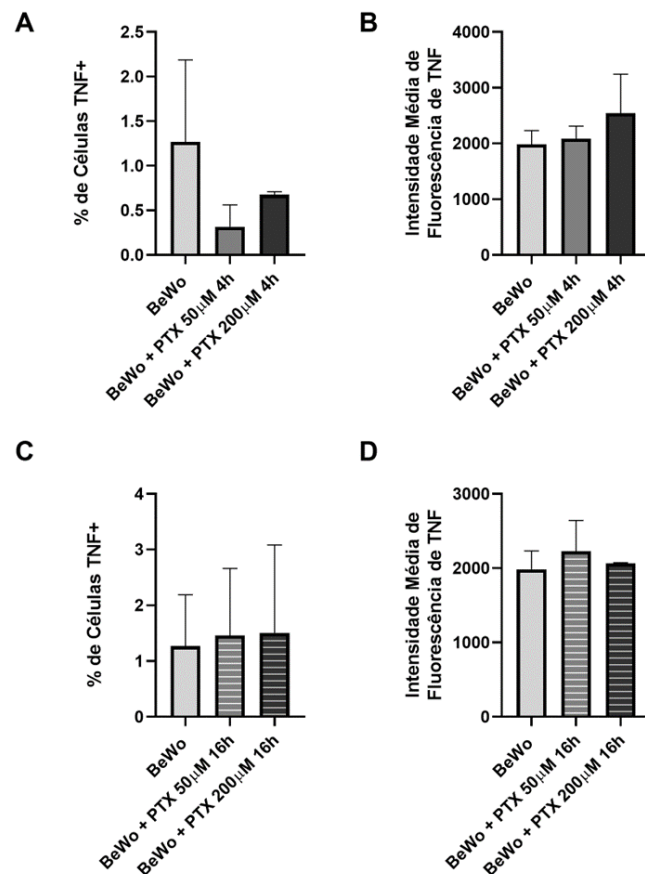 A
% de Células TNF+
2.5
2.0
1.5
1.0
0.5
0.0
BeWo
BeWo + PTX 50μM 4h
BeWo + PTX 200μM 4h
B
Intensidade Média de
Fluorescência de TNF
4000
3000
2000
1000
0
BeWo
BeWo + PTX 50μM 4h
BeWo + PTX 200μM 4h
C
% de Células TNF+
4
3
2
1
0
BeWo
BeWo + PTX 50μM 16h
BeWo + PTX 200μM 16h
D
Intensidade Média de
Fluorescência de TNF
3000
2000
1000
0
BeWo
BeWo + PTX 50μM 16h
BeWo + PTX 200μM 16h